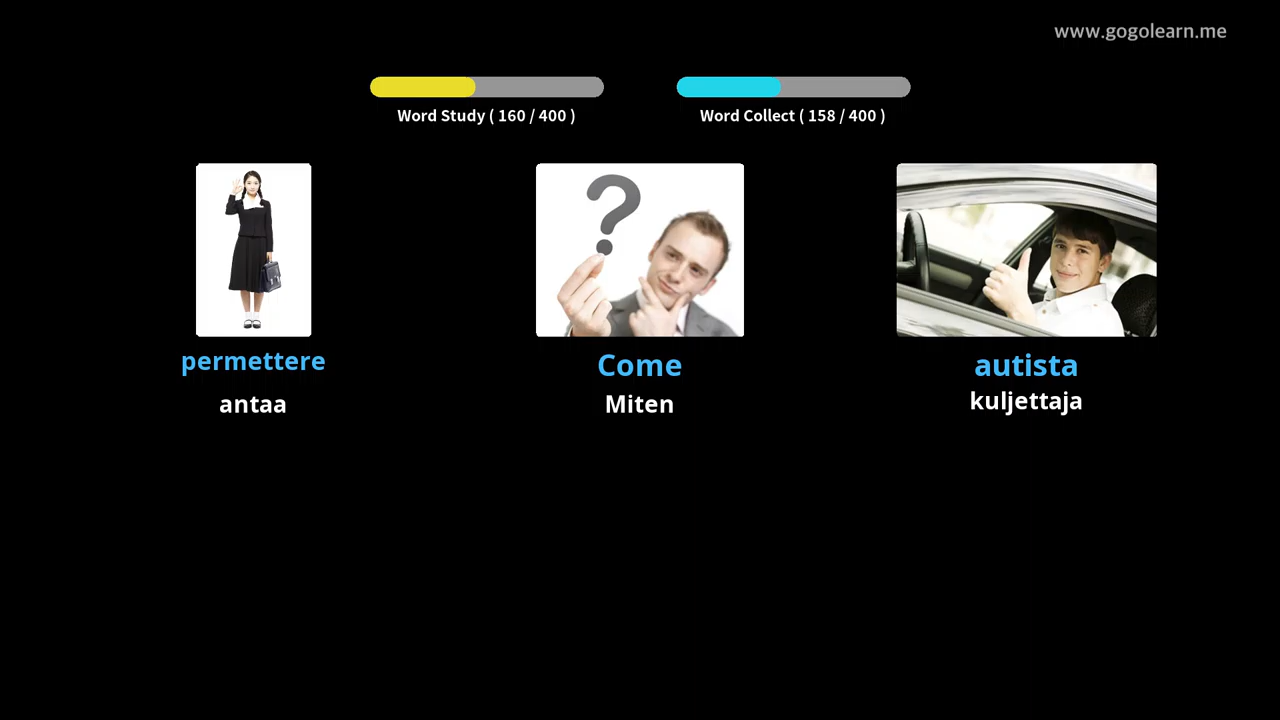 www.gogolearn.me
Word Study ( 160 / 400 )
Word Collect ( 158 / 400 )
permettere
antaa
Come
Miten
autista
kuljettaja